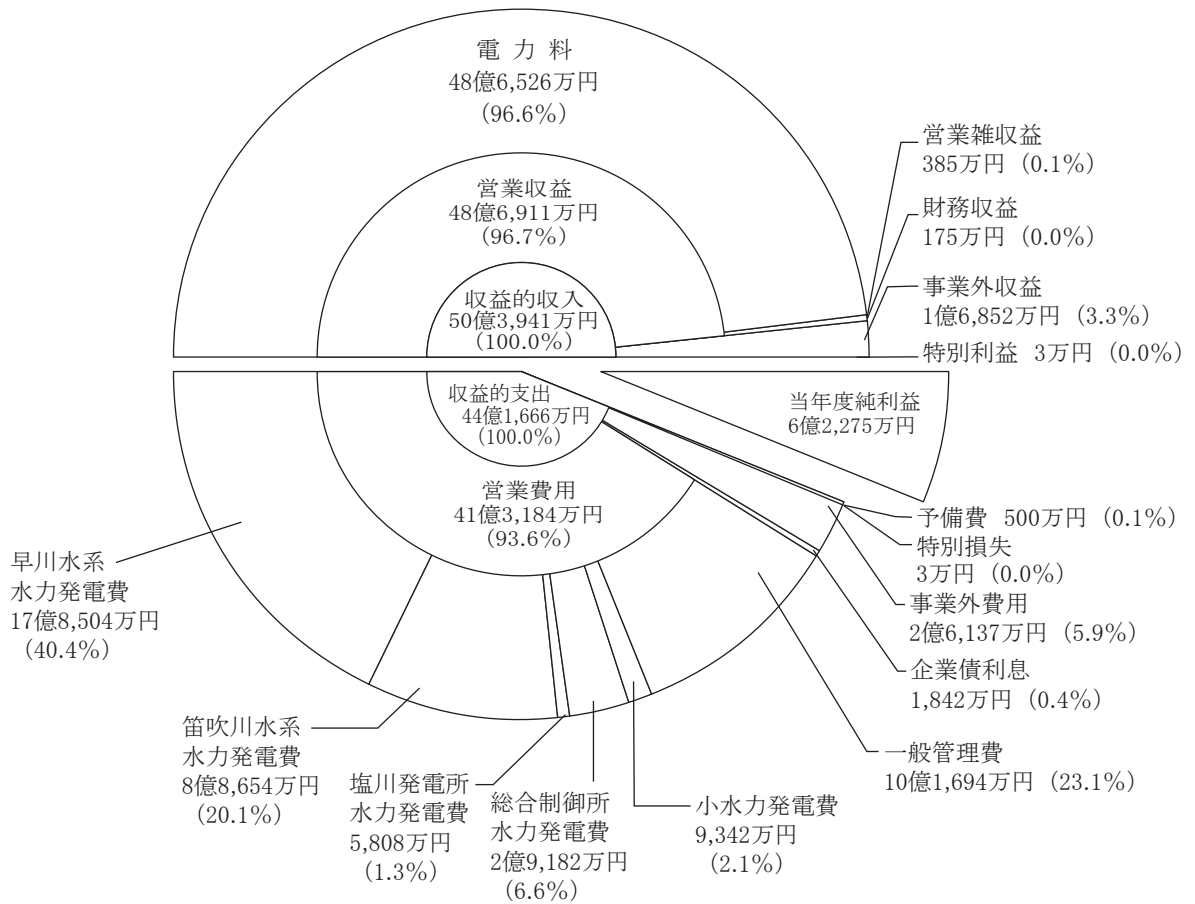 電力料
48億6,526万円
(96.6%)
営業収益
48億6,911万円
(96.7%)
収益的収入
50億3,941万円
(100.0%)
営業雑収益
385万円（0.1%）
財務収益
175万円（0.0%）
事業外収益
1億6,852万円（3.3%）
特別利益 3万円（0.0%）
収益的支出
44億1,666万円
(100.0%)
当年度純利益
6億2,275万円
営業費用
41億3,184万円
(93.6%)
予備費 500万円（0.1%）
特別損失
3万円（0.0%）
事業外費用
2億6,137万円（5.9%）
企業債利息
1,842万円（0.4%）
一般管理費
10億1,694万円（23.1%）
早川水系
水力発電費
17億8,504万円
（40.4%）
笛吹川水系
水力発電費
8億8,654万円
（20.1%）
塩川発電所
水力発電費
5,808万円
（1.3%）
総合制御所
水力発電費
2億9,182万円
（6.6%）
小水力発電費
9,342万円
（2.1%）